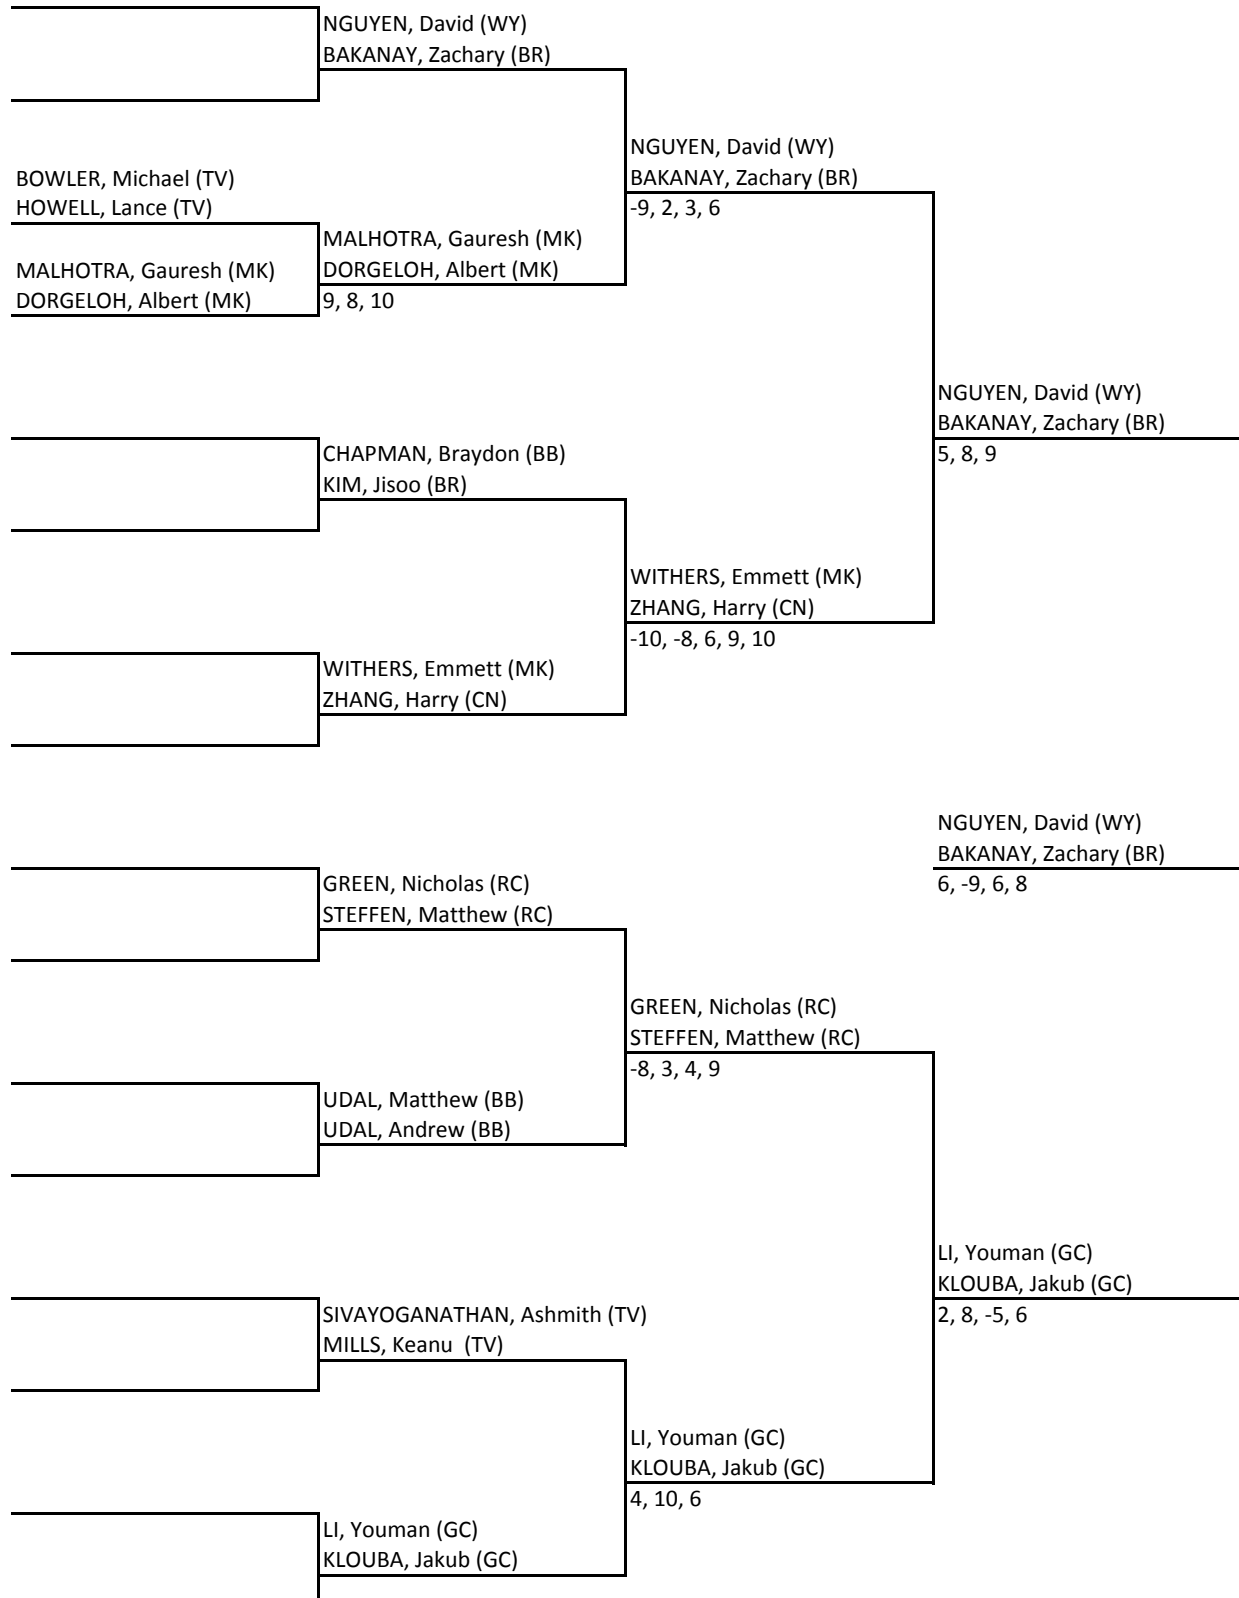 NGUYEN, David (WY)
BAKANAY, Zachary (BR)
NGUYEN, David (WY)
BAKANAY, Zachary (BR)
-9, 2, 3, 6
BOWLER, Michael (TV)
HOWELL, Lance (TV)
MALHOTRA, Gauresh (MK)
DORGELOH, Albert (MK)
9, 8, 10
MALHOTRA, Gauresh (MK)
DORGELOH, Albert (MK)
NGUYEN, David (WY)
BAKANAY, Zachary (BR)
5, 8, 9
CHAPMAN, Braydon (BB)
KIM, Jisoo (BR)
WITHERS, Emmett (MK)
ZHANG, Harry (CN)
-10, -8, 6, 9, 10
WITHERS, Emmett (MK)
ZHANG, Harry (CN)
NGUYEN, David (WY)
BAKANAY, Zachary (BR)
6, -9, 6, 8
GREEN, Nicholas (RC)
STEFFEN, Matthew (RC)
GREEN, Nicholas (RC)
STEFFEN, Matthew (RC)
-8, 3, 4, 9
UDAL, Matthew (BB)
UDAL, Andrew (BB)
LI, Youman (GC)
KLOUBA, Jakub (GC)
2, 8, -5, 6
SIVAYOGANATHAN, Ashmith (TV)
MILLS, Keanu  (TV)
LI, Youman (GC)
KLOUBA, Jakub (GC)
4, 10, 6
LI, Youman (GC)
KLOUBA, Jakub (GC)